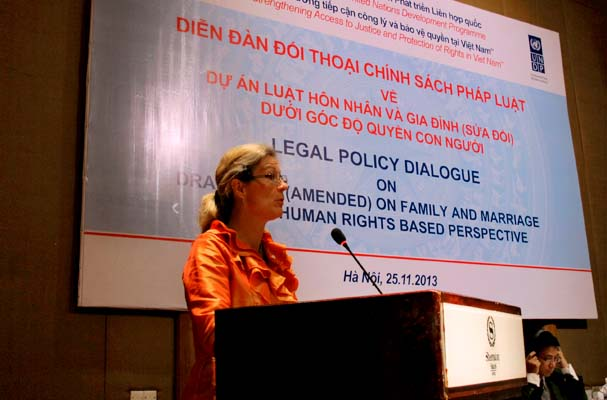 Phát triển Liên hợp quốc
United Nations Development Programme
tiếp cận công lý và bảo vệ quyền tại Việt Nam"
Strengthening Access to Justice and Protection of Rights in Viet Nam"
UN
DP
DIỄN ĐÀN ĐỐI THOẠI CHÍNH SÁCH PHÁP LUẬT
VỀ
DỰ ÁN LUẬT HÔN NHÂN VÀ GIA ĐÌNH (SỬA ĐỔI)
DƯỚI GÓC ĐỘ QUYỀN CON NGƯỜI
LEGAL POLICY DIALOGUE
ON
(AMENDED) ON FAMILY AND MARRIAGE
HUMAN RIGHTS BASED PERSPECTIVE
Hà Nội, 25.11.2013
Sheraton